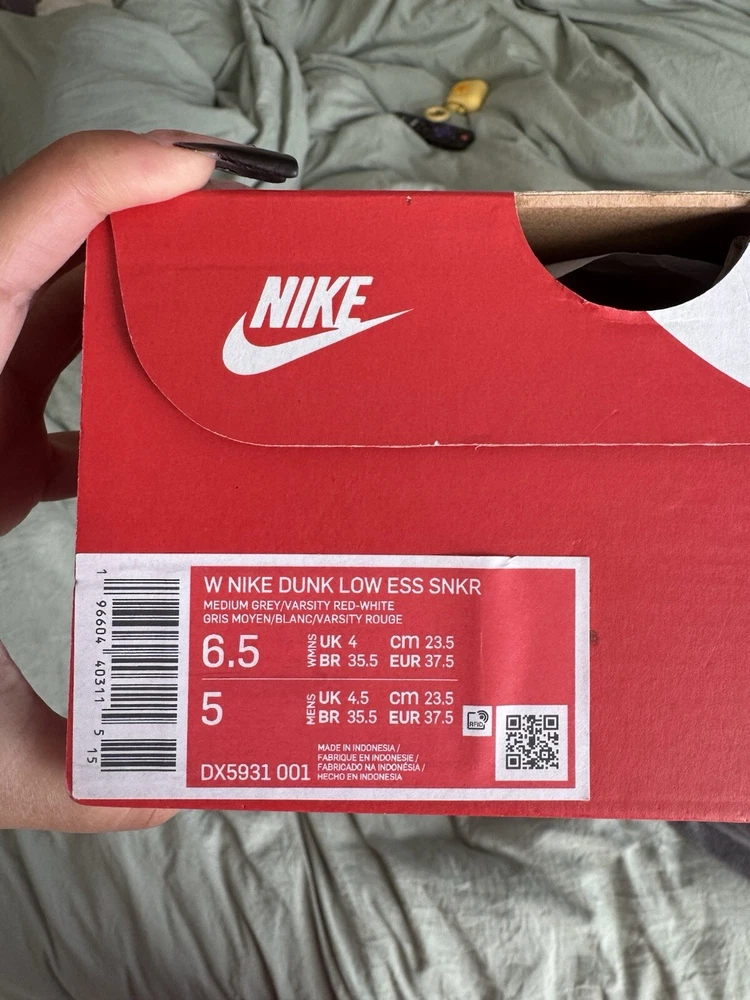 NIKE
W NIKE DUNK LOW ESS SNKR
MEDIUM GREY/VARSITY RED-WHITE
GRIS MOYEN/BLANC/VARSITY ROUGE
6.5 WMNS UK 4 cm 23.5
BR 35.5 EUR 37.5
5 MENS UK 4.5 cm 23.5
BR 35.5 EUR 37.5
RFID
MADE IN INDONESIA /
FABRIQUE EN INDONESIE /
FABRICADO NA INDONÉSIA /
HECHO EN INDONESIA
DX5931 001
1 96604 40311 5 15